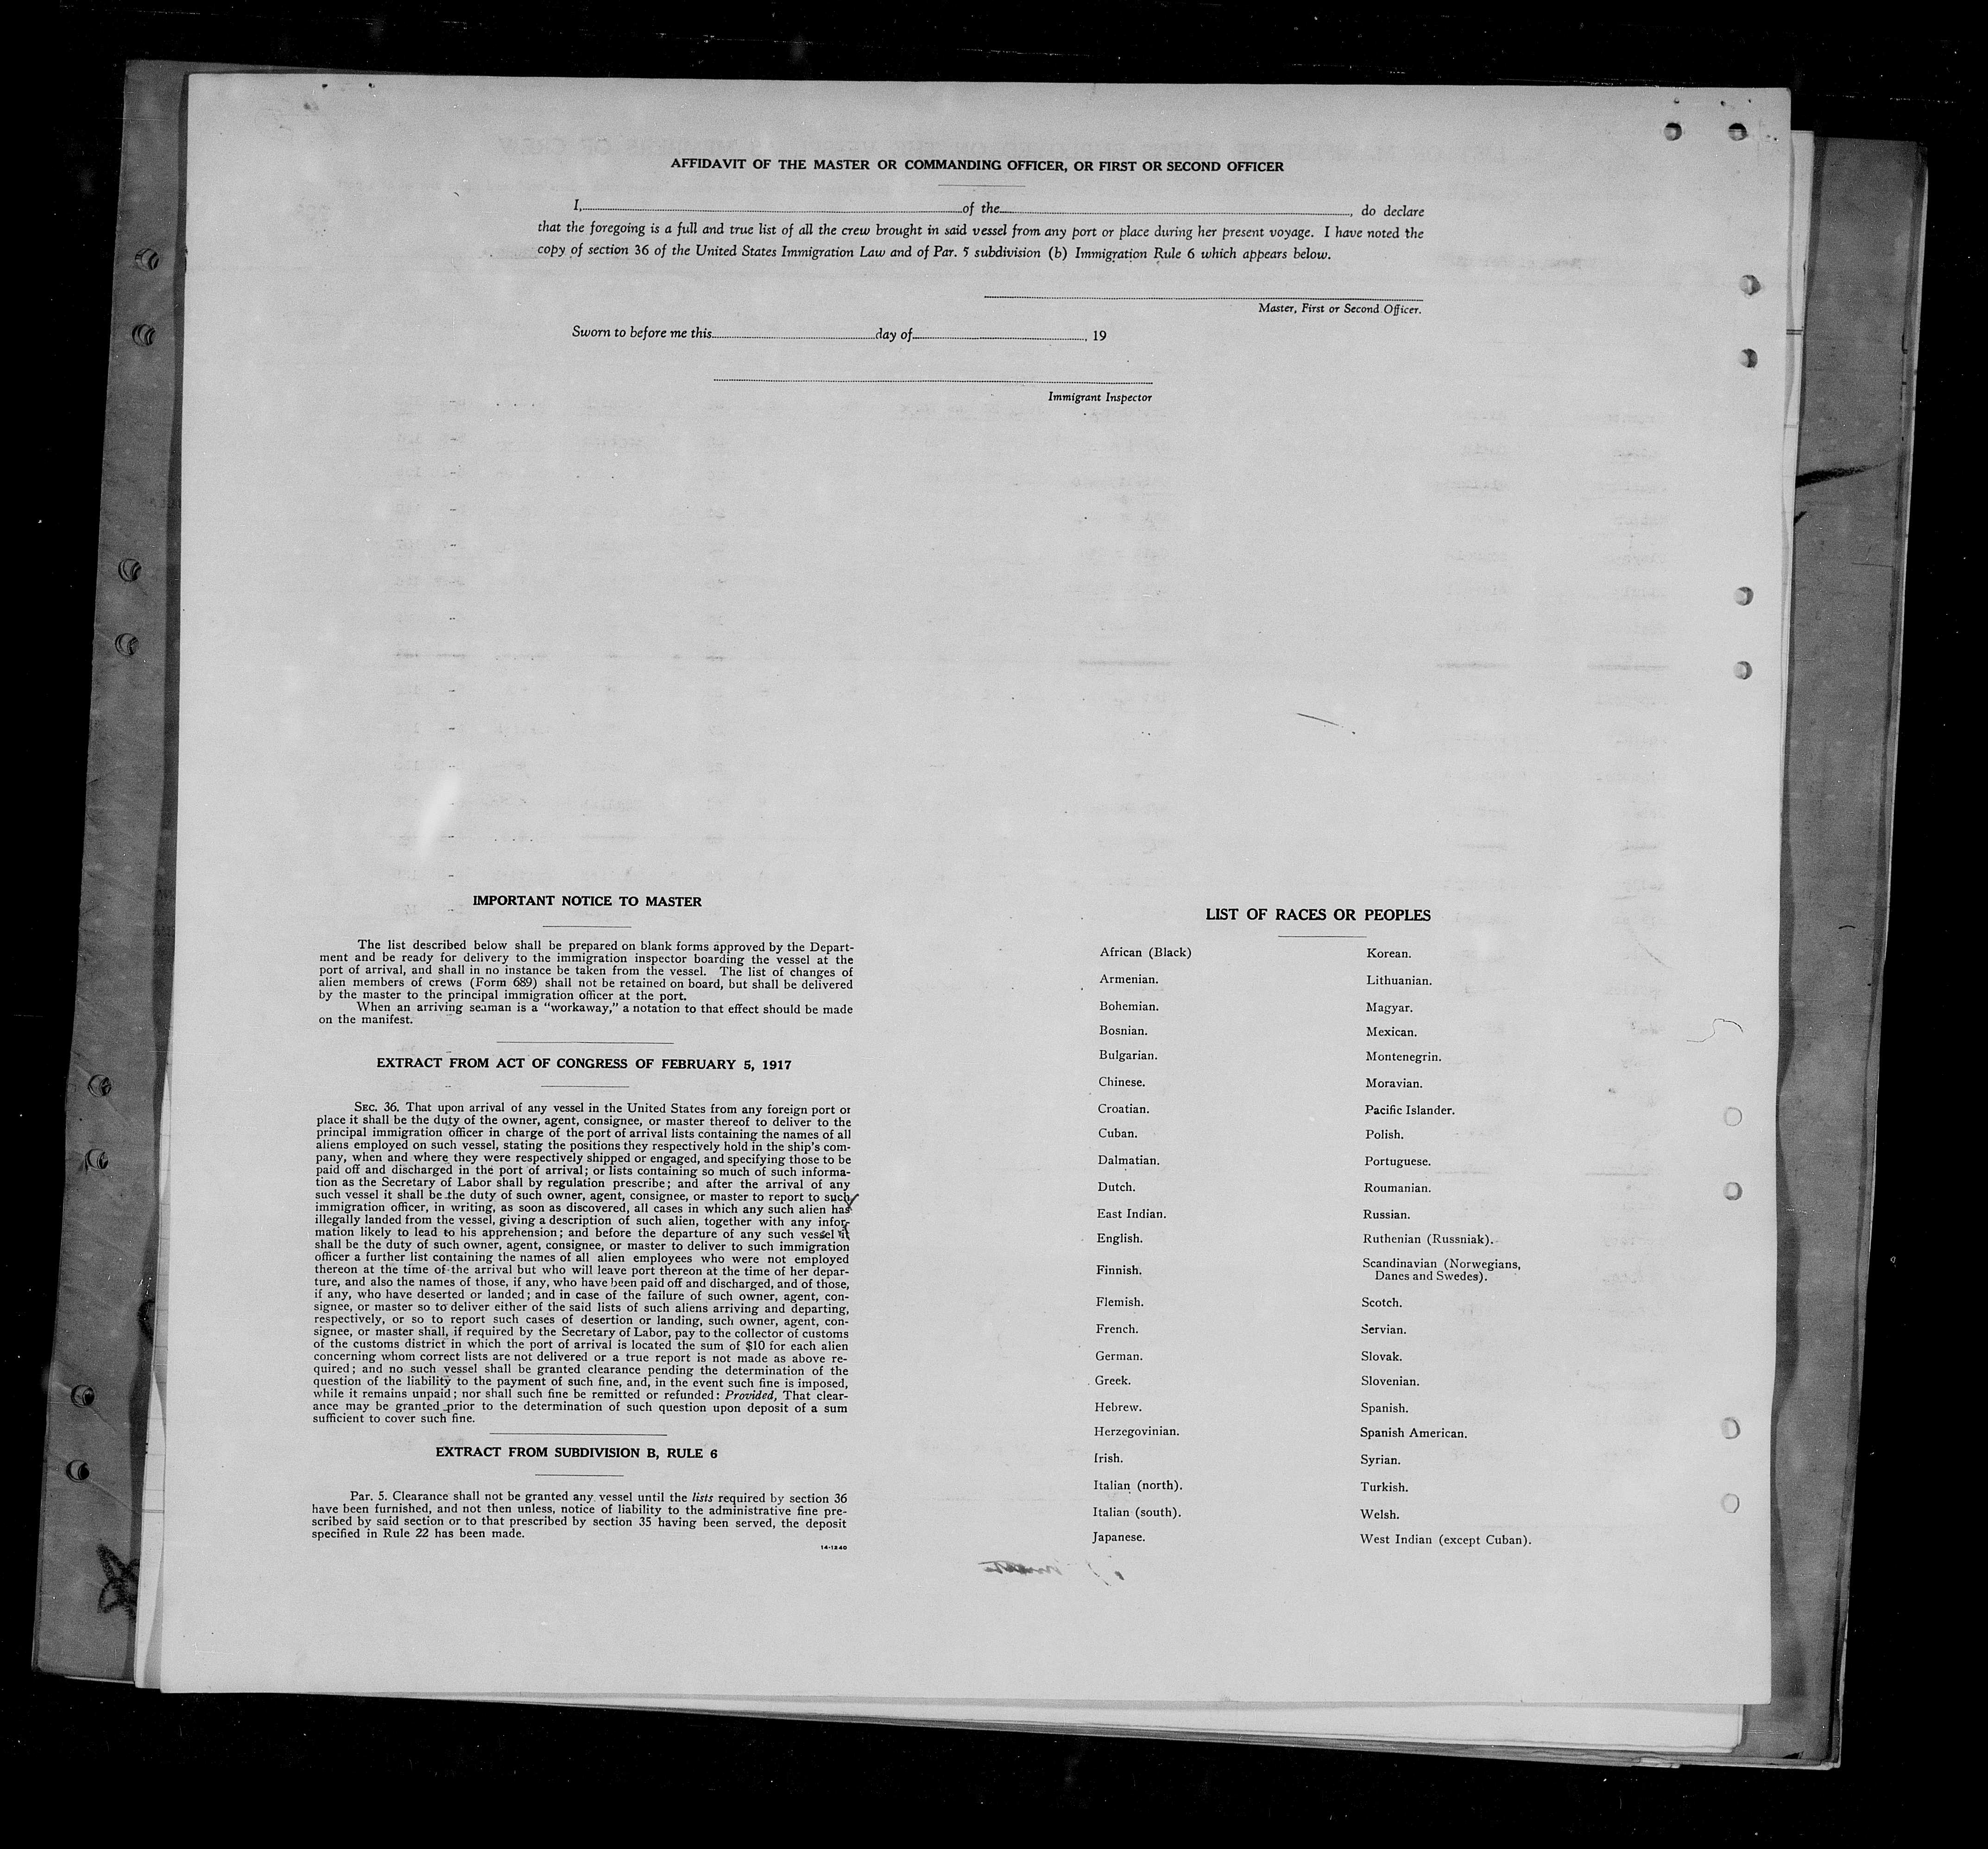 AFFIDAVIT OF THE MASTER OR COMMANDING OFFICER, OR FIRST OR SECOND OFFICER
I, of the , do declare
that the foregoing is a full and true list of all the crew brought in said vessel from any port or place during her present voyage. I have noted the
copy of section 36 of the United States Immigration Law and of Par. 5 subdivision (b) Immigration Rule 6 which appears below.
Master, First or Second Officer.
Sworn to before me this day of , 19
Immigrant Inspector
IMPORTANT NOTICE TO MASTER
The list described below shall be prepared on blank forms approved by the Depart-
ment and be ready for delivery to the immigration inspector boarding the vessel at the
port of arrival, and shall in no instance be taken from the vessel. The list of changes of
alien members of crews (Form 689) shall not be retained on board, but shall be delivered
by the master to the principal immigration officer at the port.
When an arriving seaman is a "workaway," a notation to that effect should be made
on the manifest.
EXTRACT FROM ACT OF CONGRESS OF FEBRUARY 5, 1917
SEC. 36. That upon arrival of any vessel in the United States from any foreign port or
place it shall be the duty of the owner, agent, consignee, or master thereof to deliver to the
principal immigration officer in charge of the port of arrival lists containing the names of all
aliens employed on such vessel, stating the positions they respectively hold in the ship's com-
pany, when and where they were respectively shipped or engaged, and specifying those to be
paid off and discharged in the port of arrival; or lists containing so much of such informa-
tion as the Secretary of Labor shall by regulation prescribe; and after the arrival of any
such vessel it shall be the duty of such owner, agent, consignee, or master to report to such
immigration officer, in writing, as soon as discovered, all cases in which any such alien has
illegally landed from the vessel, giving a description of such alien, together with any infor-
mation likely to lead to his apprehension; and before the departure of any such vessel it
shall be the duty of such owner, agent, consignee, or master to deliver to such immigration
officer a further list containing the names of all alien employees who were not employed
thereon at the time of the arrival but who will leave port thereon at the time of her depar-
ture, and also the names of those, if any, who have been paid off and discharged, and of those,
if any, who have deserted or landed; and in case of the failure of such owner, agent, con-
signee, or master so to deliver either of the said lists of such aliens arriving and departing,
respectively, or so to report such cases of desertion or landing, such owner, agent, con-
signee, or master shall, if required by the Secretary of Labor, pay to the collector of customs
of the customs district in which the port of arrival is located the sum of $10 for each alien
concerning whom correct lists are not delivered or a true report is not made as above re-
quired; and no such vessel shall be granted clearance pending the determination of the
question of the liability to the payment of such fine, and, in the event such fine is imposed,
while it remains unpaid; nor shall such fine be remitted or refunded: Provided, That clear-
ance may be granted prior to the determination of such question upon deposit of a sum
sufficient to cover such fine.
EXTRACT FROM SUBDIVISION B, RULE 6
Par. 5. Clearance shall not be granted any vessel until the lists required by section 36
have been furnished, and not then unless, notice of liability to the administrative fine pre-
scribed by said section or to that prescribed by section 35 having been served, the deposit
specified in Rule 22 has been made.
14-1240
LIST OF RACES OR PEOPLES
African (Black)
Armenian.
Bohemian.
Bosnian.
Bulgarian.
Chinese.
Croatian.
Cuban.
Dalmatian.
Dutch.
East Indian.
English.
Finnish.
Flemish.
French.
German.
Greek.
Hebrew.
Herzegovinian.
Irish.
Italian (north).
Italian (south).
Japanese.
Korean.
Lithuanian.
Magyar.
Mexican.
Montenegrin.
Moravian.
Pacific Islander.
Polish.
Portuguese.
Roumanian.
Russian.
Ruthenian (Russniak).
Scandinavian (Norwegians,
Danes and Swedes).
Scotch.
Servian.
Slovak.
Slovenian.
Spanish.
Spanish American.
Syrian.
Turkish.
Welsh.
West Indian (except Cuban).